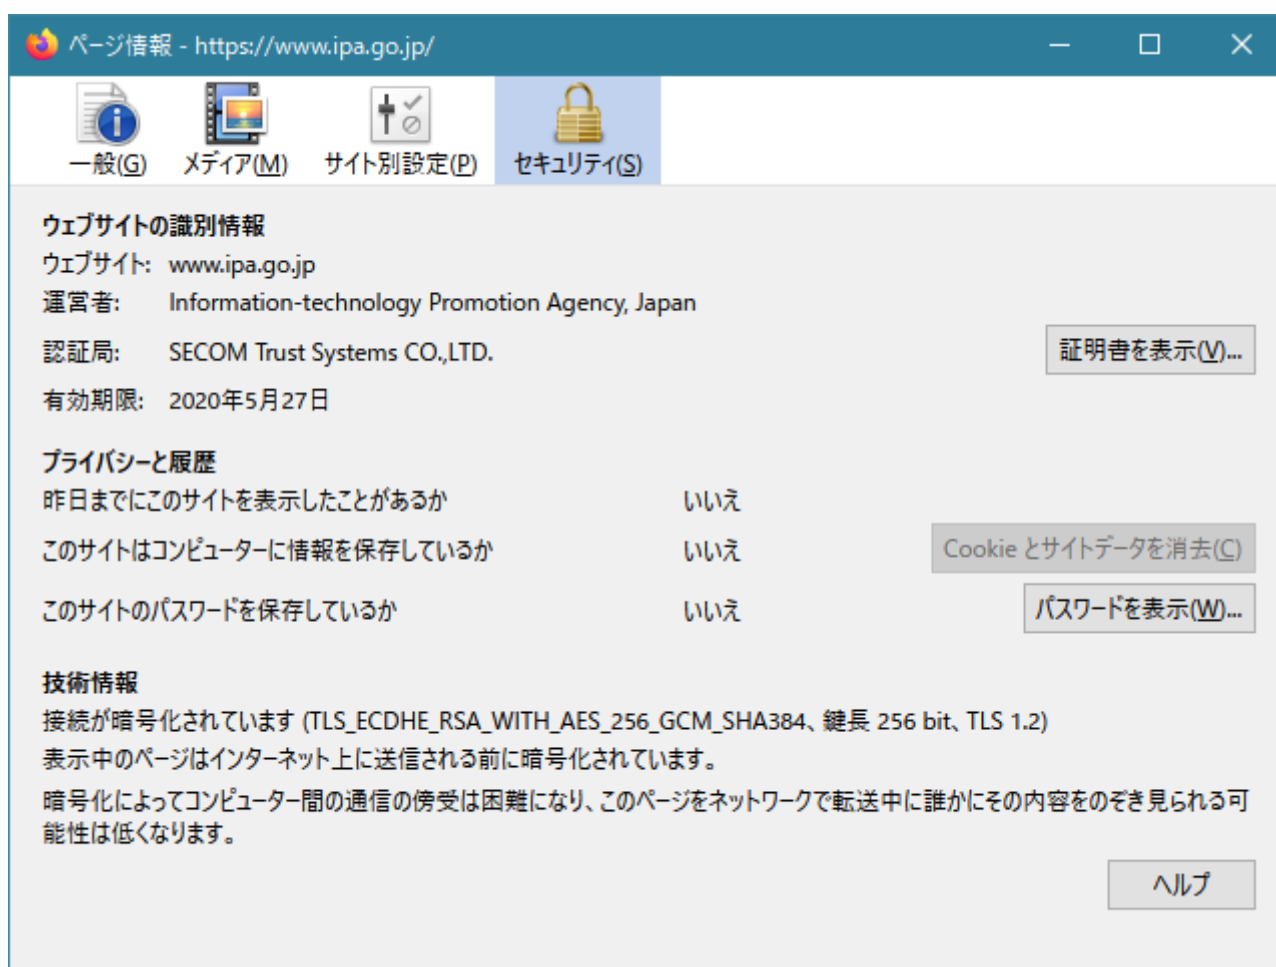 ページ情報 - https://www.ipa.go.jp/
一般(G) メディア(M) サイト別設定(P) セキュリティ(S)
ウェブサイトの識別情報
ウェブサイト: www.ipa.go.jp
運営者: Information-technology Promotion Agency, Japan
認証局: SECOM Trust Systems CO.,LTD. 証明書を表示(V)...
有効期限: 2020年5月27日
プライバシーと履歴
昨日までにこのサイトを表示したことがあるか いいえ
このサイトはコンピューターに情報を保存しているか いいえ Cookie とサイトデータを消去(C)
このサイトのパスワードを保存しているか いいえ パスワードを表示(W)...
技術情報
接続が暗号化されています (TLS_ECDHE_RSA_WITH_AES_256_GCM_SHA384、鍵長 256 bit、TLS 1.2)
表示中のページはインターネット上に送信される前に暗号化されています。
暗号化によってコンピューター間の通信の傍受は困難になり、このページをネットワークで転送中に誰かにその内容をのぞき見られる可
能性は低くなります。
ヘルプ